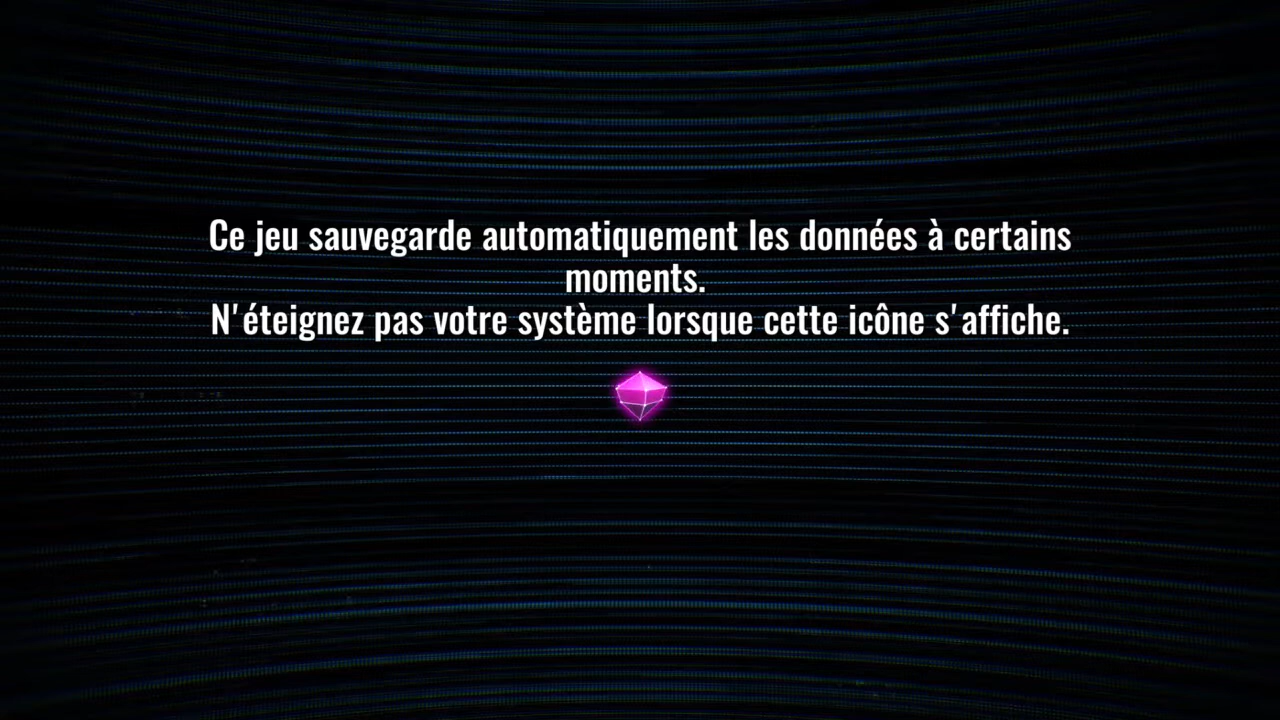 Ce jeu sauvegarde automatiquement les données à certains
moments.
N'éteignez pas votre système lorsque cette icône s'affiche.